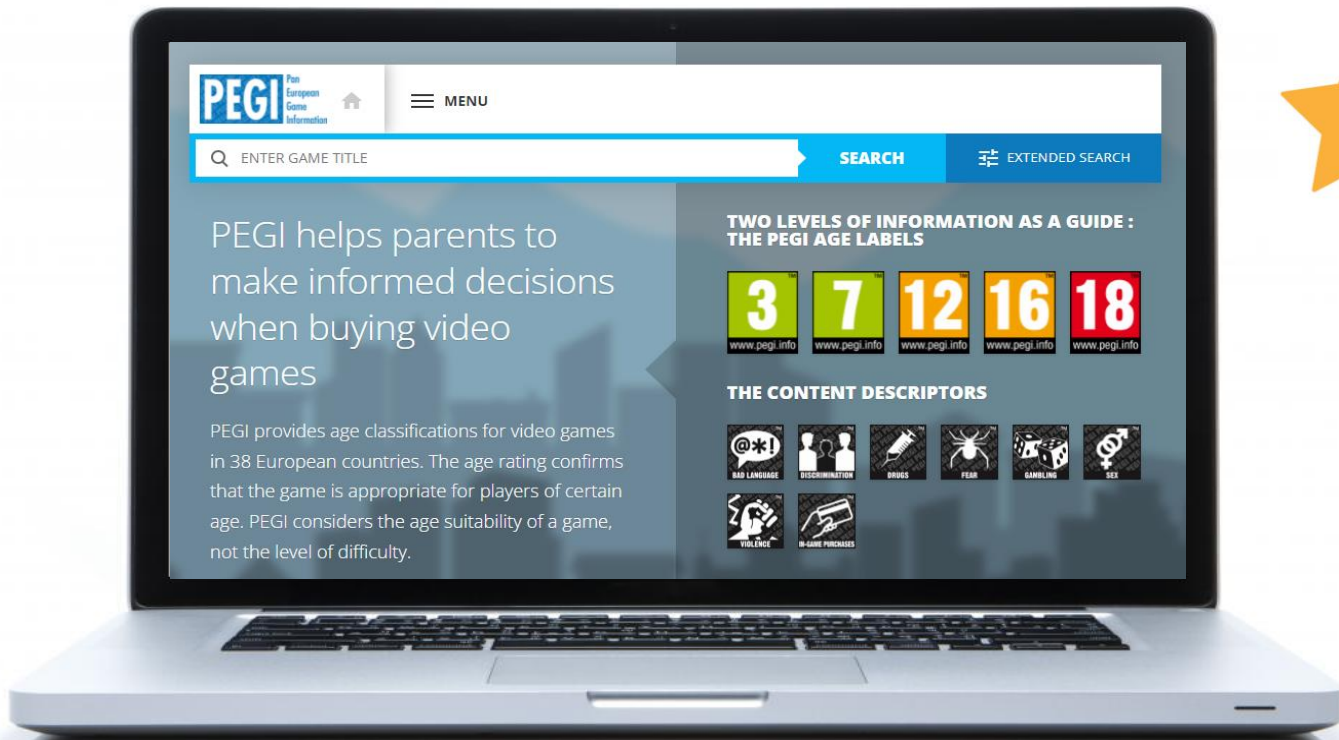 PEGI
Pan
European
Game
Information
MENU
ENTER GAME TITLE
SEARCH
EXTENDED SEARCH
PEGI helps parents to
make informed decisions
when buying video
games
PEGI provides age classifications for video games
in 38 European countries. The age rating confirms
that the game is appropriate for players of certain
age. PEGI considers the age suitability of a game,
not the level of difficulty.
TWO LEVELS OF INFORMATION AS A GUIDE :
THE PEGI AGE LABELS
3 7 12 16 18
www.pegi.info www.pegi.info www.pegi.info www.pegi.info www.pegi.info
THE CONTENT DESCRIPTORS
@*!
BAD LANGUAGE DISCRIMINATION DRUGS FEAR GAMBLING SEX
VIOLENCE IN-GAME PURCHASES